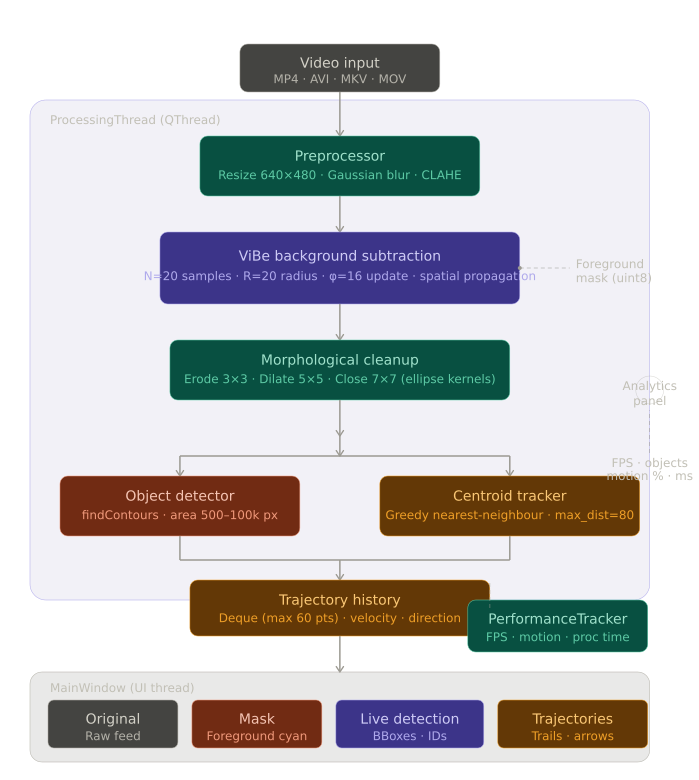 Video input
MP4 · AVI · MKV · MOV
ProcessingThread (QThread)
Preprocessor
Resize 640×480 · Gaussian blur · CLAHE
ViBe background subtraction
N=20 samples · R=20 radius · φ=16 update · spatial propagation
Foreground
mask (uint8)
Morphological cleanup
Erode 3×3 · Dilate 5×5 · Close 7×7 (ellipse kernels)
Analytics
panel
FPS · objects
motion % · ms
Object detector
findContours · area 500–100k px
Centroid tracker
Greedy nearest-neighbour · max_dist=80
Trajectory history
Deque (max 60 pts) · velocity · direction
PerformanceTracker
FPS · motion · proc time
MainWindow (UI thread)
Original
Raw feed
Mask
Foreground cyan
Live detection
BBoxes · IDs
Trajectories
Trails · arrows